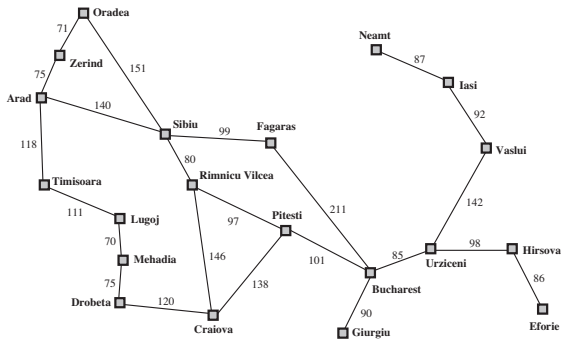 Oradea
71
Neamt
Zerind
87
151
75
Iasi
Arad
140
92
Sibiu
Fagaras
99
118
Vaslui
80
Timisoara
Rimnicu Vilcea
142
111
211
Lugoj
97
Pitesti
70
98
Hirsova
85
Mehadia
146
101
Urziceni
138
86
75
Bucharest
Drobeta
120
90
Eforie
Craiova
Giurgiu